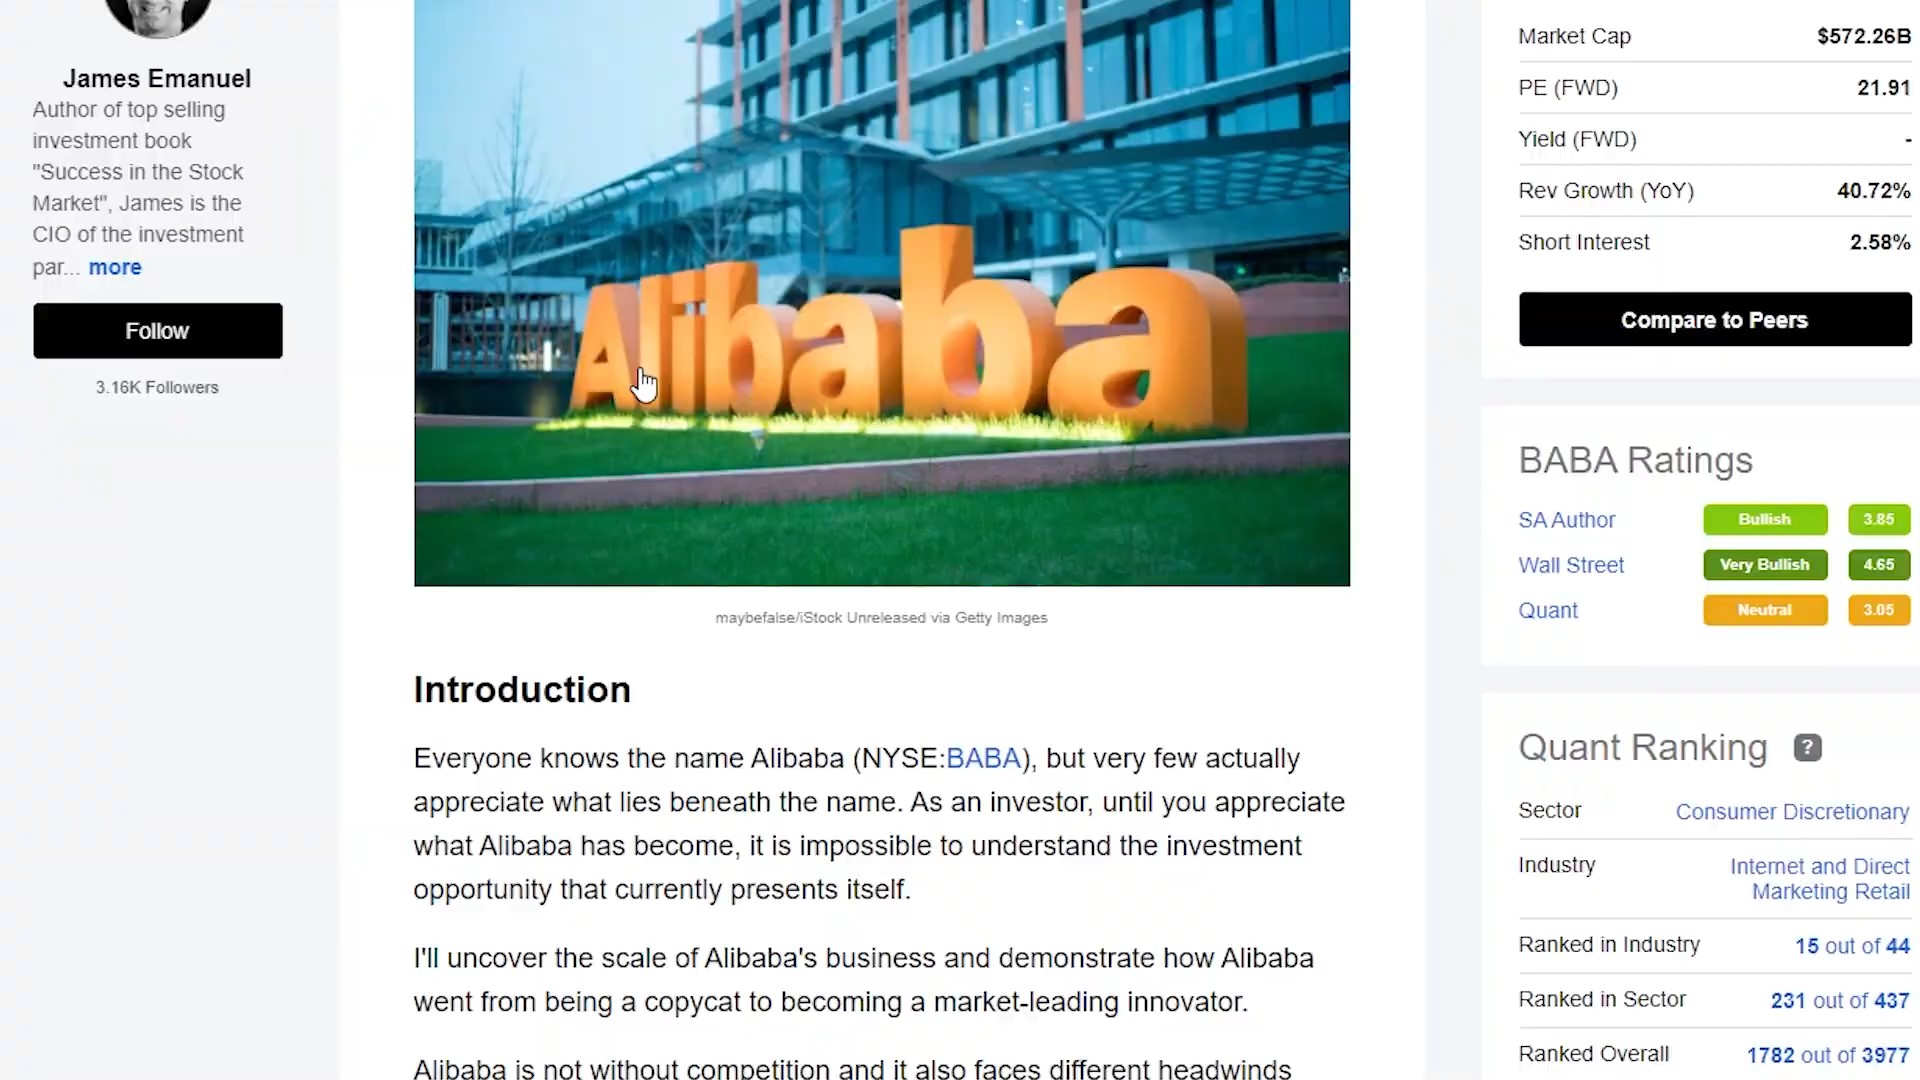 James Emanuel
Author of top selling
investment book
"Success in the Stock
Market", James is the
CIO of the investment
par... more
Follow
3.16K Followers
Alibaba
maybefalse/iStock Unreleased via Getty Images
Introduction
Everyone knows the name Alibaba (NYSE:BABA), but very few actually
appreciate what lies beneath the name. As an investor, until you appreciate
what Alibaba has become, it is impossible to understand the investment
opportunity that currently presents itself.
I'll uncover the scale of Alibaba's business and demonstrate how Alibaba
went from being a copycat to becoming a market-leading innovator.
Alibaba is not without competition and it also faces different headwinds
Market Cap $572.26B
PE (FWD) 21.91
Yield (FWD) -
Rev Growth (YoY) 40.72%
Short Interest 2.58%
Compare to Peers
BABA Ratings
SA Author Bullish 3.85
Wall Street Very Bullish 4.65
Quant Neutral 3.05
Quant Ranking ?
Sector Consumer Discretionary
Industry Internet and Direct
Marketing Retail
Ranked in Industry 15 out of 44
Ranked in Sector 231 out of 437
Ranked Overall 1782 out of 3977